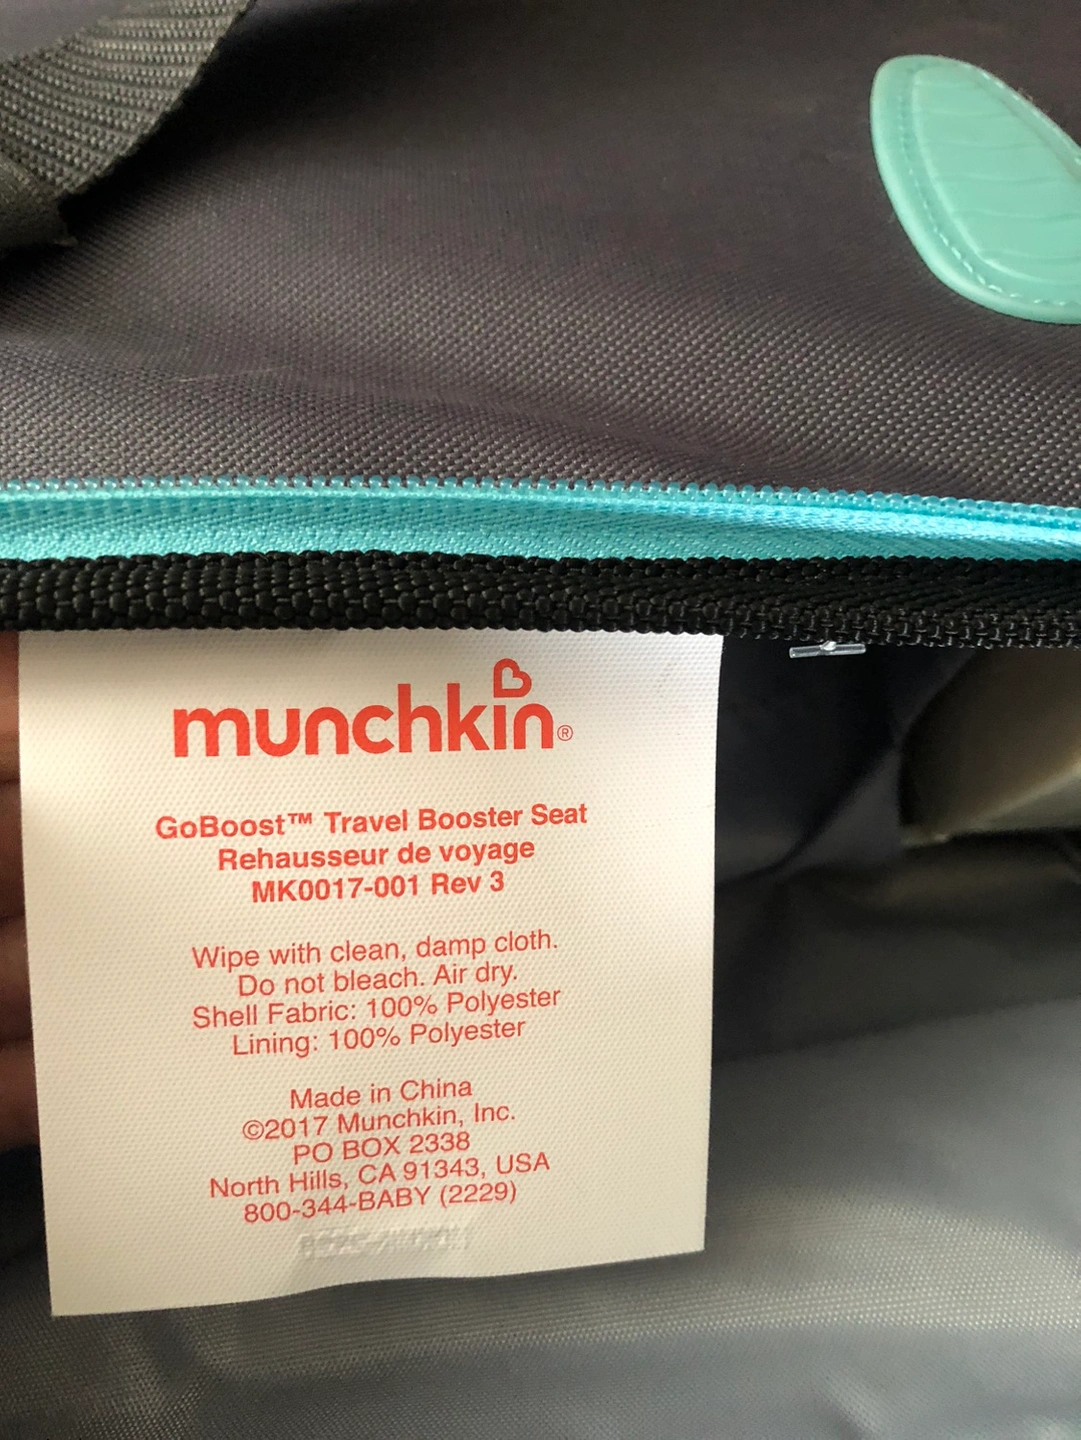 munchkin®
GoBoost™ Travel Booster Seat
Rehausseur de voyage
MK0017-001 Rev 3
Wipe with clean, damp cloth.
Do not bleach. Air dry.
Shell Fabric: 100% Polyester
Lining: 100% Polyester
Made in China
©2017 Munchkin, Inc.
PO BOX 2338
North Hills, CA 91343, USA
800-344-BABY (2229)